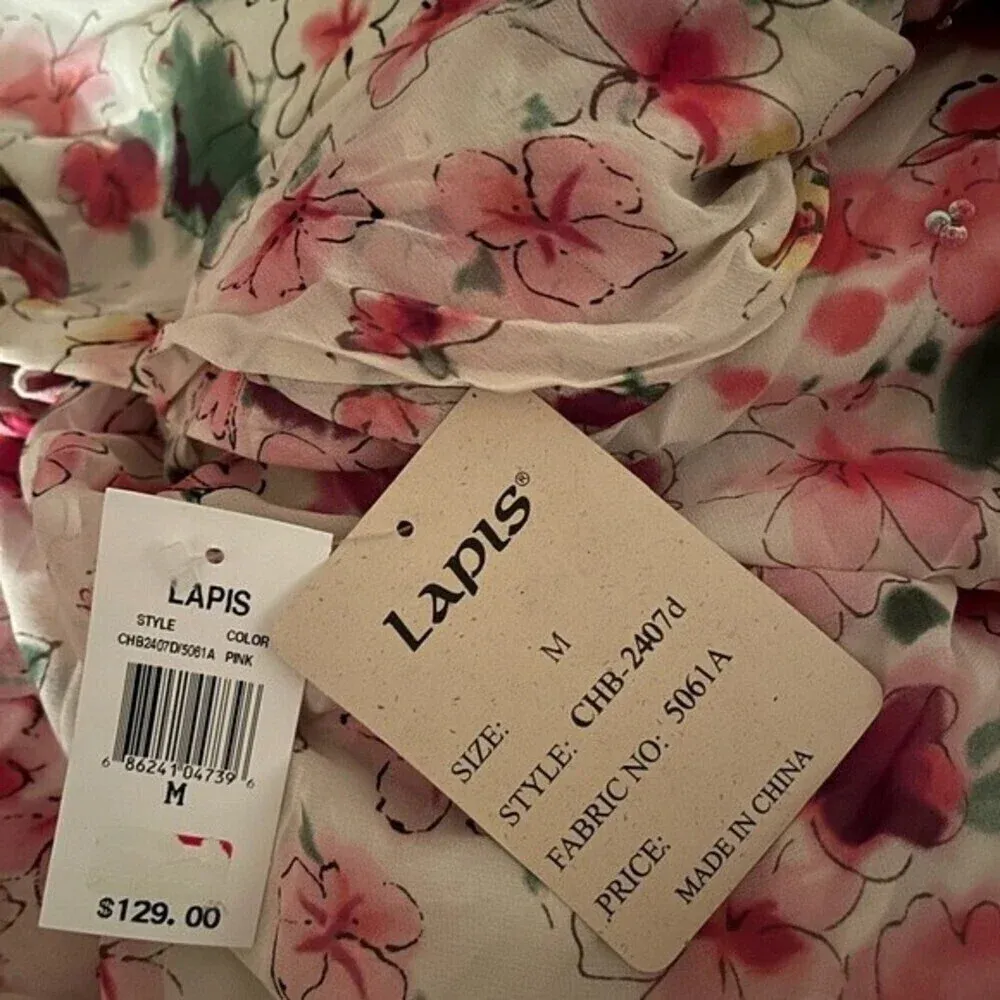 LAPIS
STYLE COLOR
CHB2407D/5061A PINK
6 86241 04739 6
M
$129.00
Lapis®
SIZE: M
STYLE: CHB-2407d
FABRIC NO: 5061A
PRICE:
MADE IN CHINA